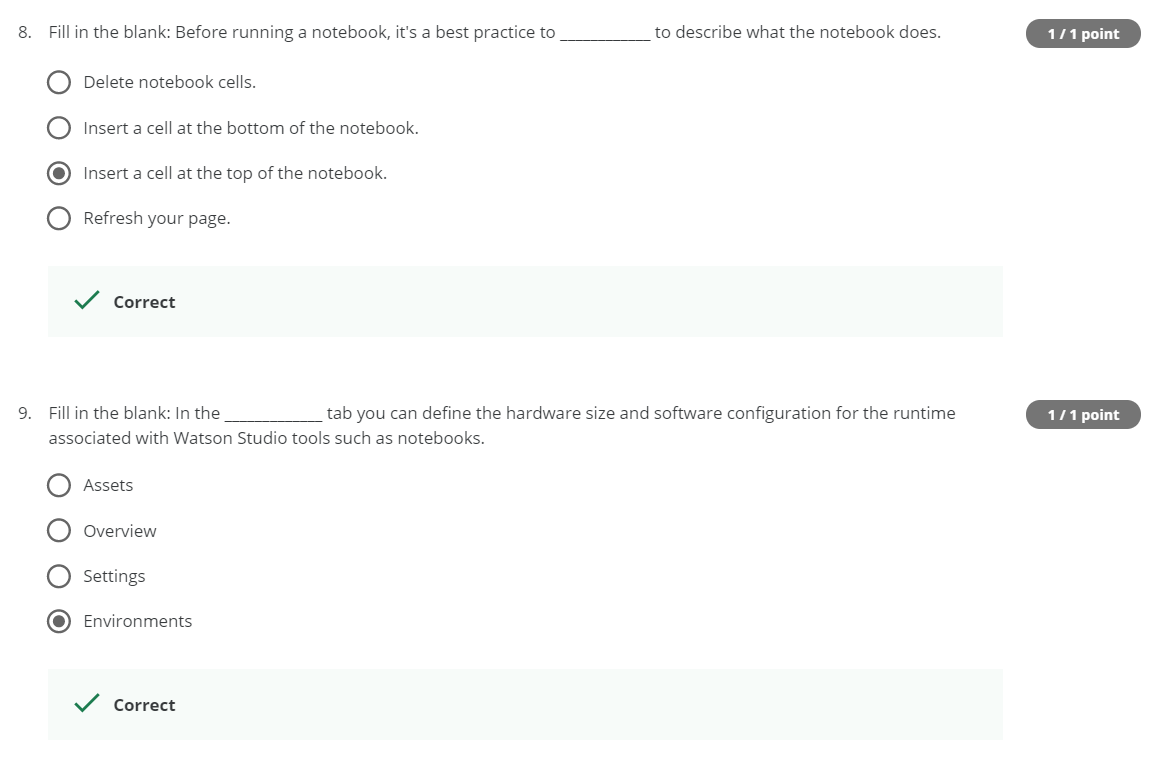 8. Fill in the blank: Before running a notebook, it's a best practice to ____________ to describe what the notebook does.
1 / 1 point
Delete notebook cells.
Insert a cell at the bottom of the notebook.
Insert a cell at the top of the notebook.
Refresh your page.
Correct
9. Fill in the blank: In the _____________ tab you can define the hardware size and software configuration for the runtime
1 / 1 point
associated with Watson Studio tools such as notebooks.
Assets
Overview
Settings
Environments
Correct